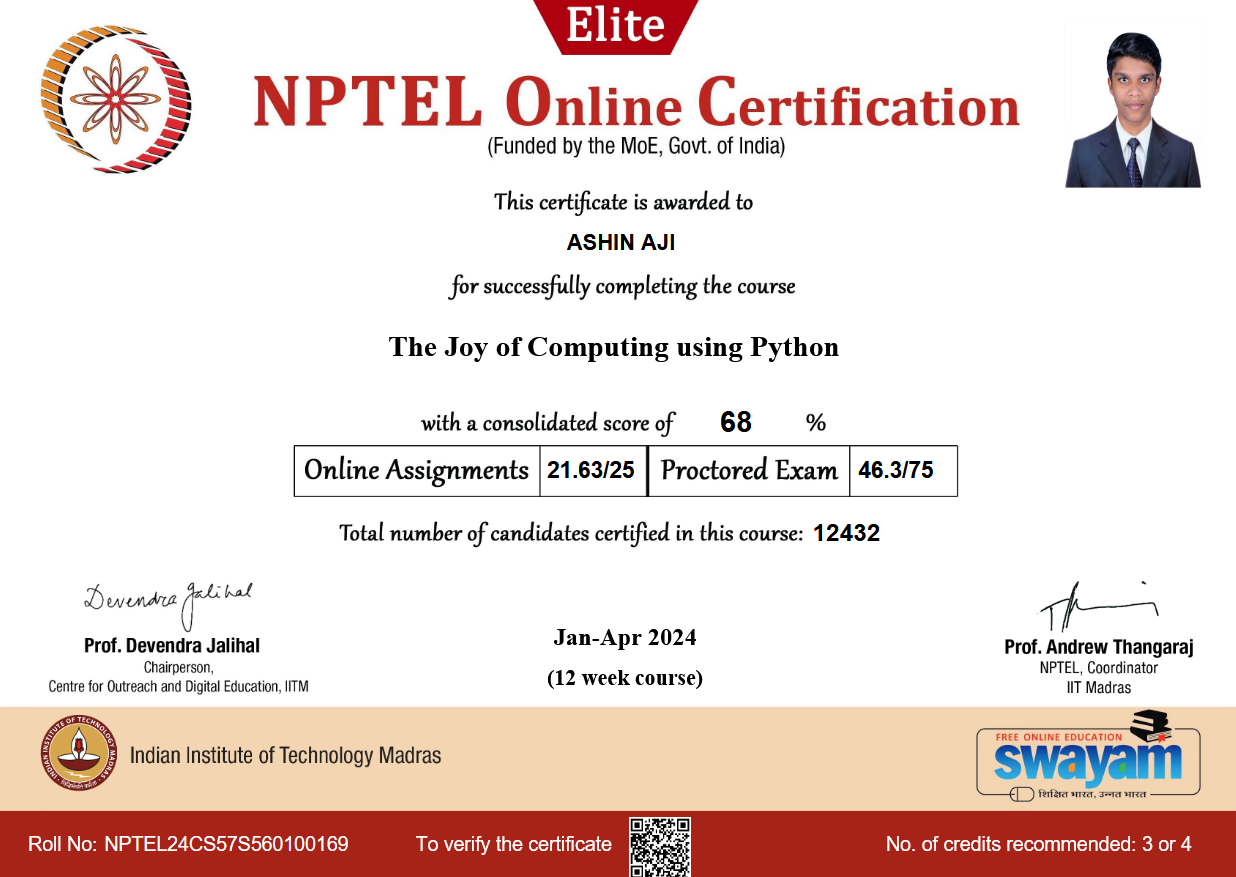 Elite
NPTEL Online Certification
(Funded by the MoE, Govt. of India)
This certificate is awarded to
ASHIN AJI
for successfully completing the course
The Joy of Computing using Python
with a consolidated score of 68 %
Online Assignments 21.63/25 Proctored Exam 46.3/75
Total number of candidates certified in this course: 12432
Devendra Jalihal
Prof. Devendra Jalihal
Chairperson,
Centre for Outreach and Digital Education, IITM
Jan-Apr 2024
(12 week course)
Prof. Andrew Thangaraj
NPTEL, Coordinator
IIT Madras
INDIAN INSTITUTE OF TECHNOLOGY MADRAS
Indian Institute of Technology Madras
FREE ONLINE EDUCATION
swayam
शिक्षित भारत, उन्नत भारत
Roll No: NPTEL24CS57S560100169
To verify the certificate
No. of credits recommended: 3 or 4